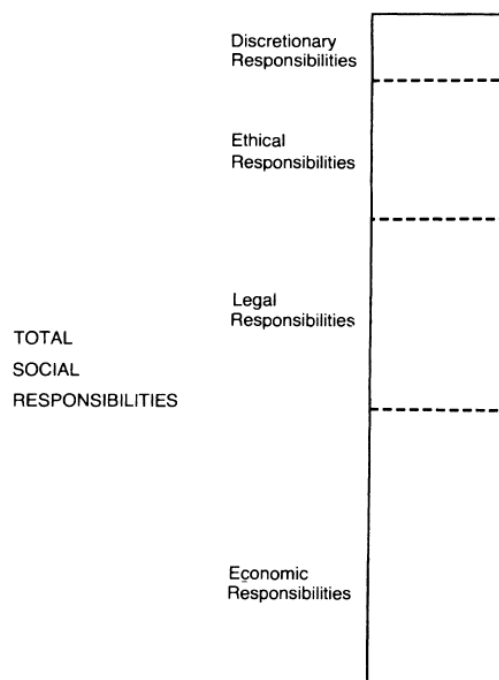 Discretionary
Responsibilities
Ethical
Responsibilities
Legal
Responsibilities
TOTAL
SOCIAL
RESPONSIBILITIES
Economic
Responsibilities